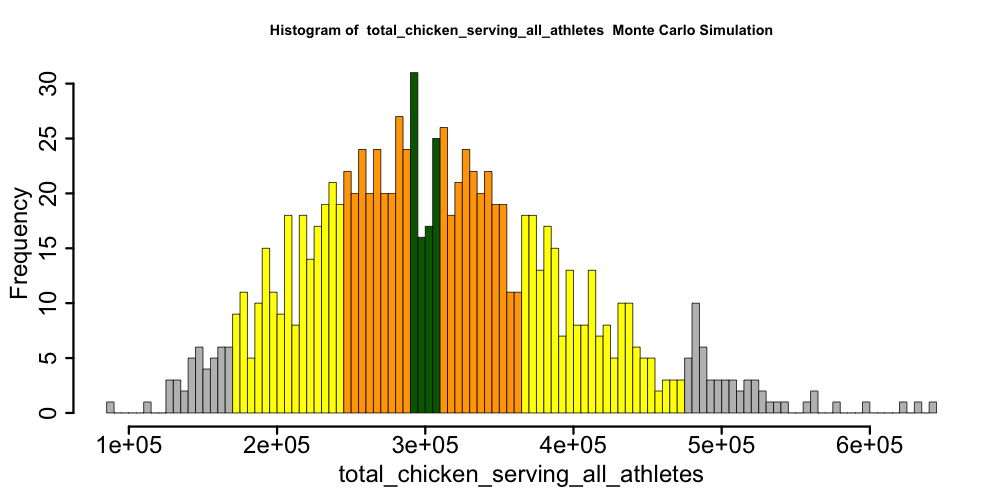 Histogram of total_chicken_serving_all_athletes Monte Carlo Simulation
Frequency
30
25
20
15
10
5
0
1e+05 2e+05 3e+05 4e+05 5e+05 6e+05
total_chicken_serving_all_athletes